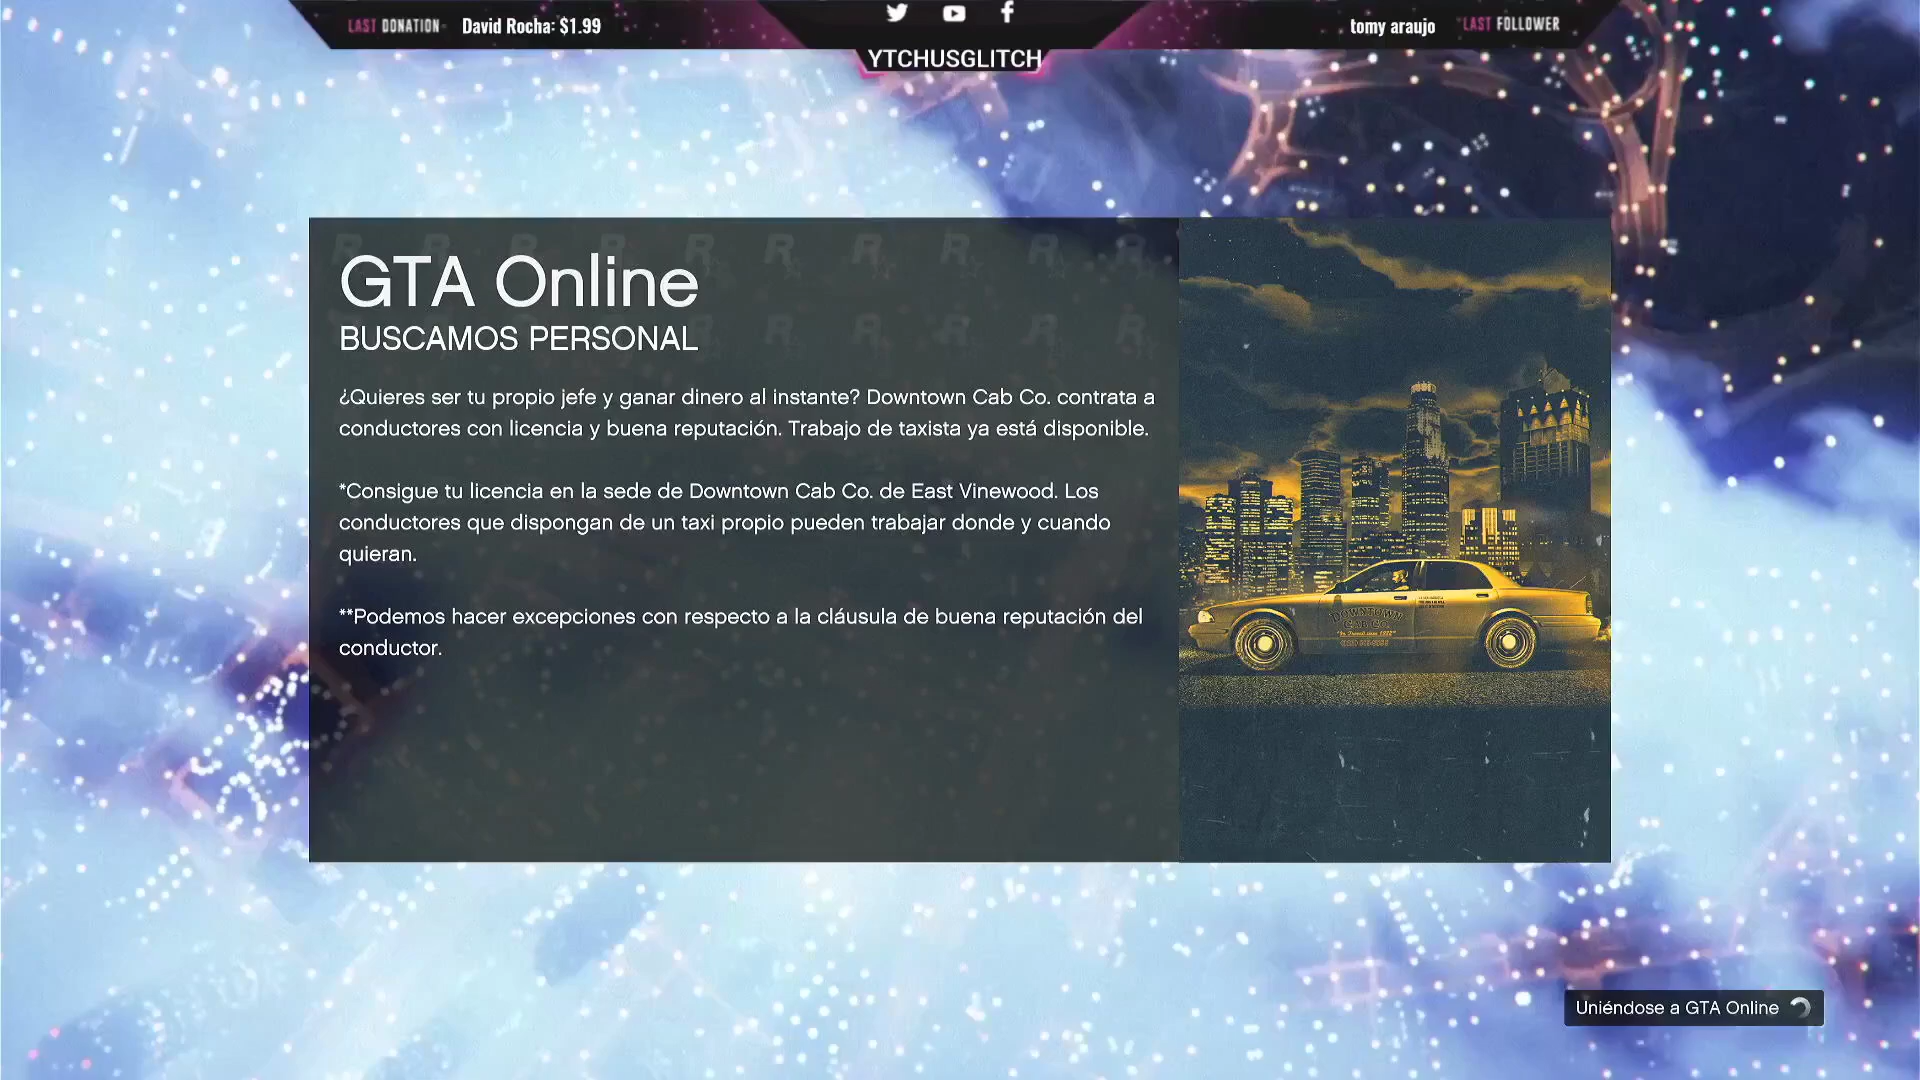 LAST DONATION David Rocha: $1.99
tomy araujo LAST FOLLOWER
YTCHUSGLITCH
GTA Online
BUSCAMOS PERSONAL
¿Quieres ser tu propio jefe y ganar dinero al instante? Downtown Cab Co. contrata a
conductores con licencia y buena reputación. Trabajo de taxista ya está disponible.
*Consigue tu licencia en la sede de Downtown Cab Co. de East Vinewood. Los
conductores que dispongan de un taxi propio pueden trabajar donde y cuando
quieran.
**Podemos hacer excepciones con respecto a la cláusula de buena reputación del
conductor.
DOWNTOWN
CAB CO.
Uniéndose a GTA Online